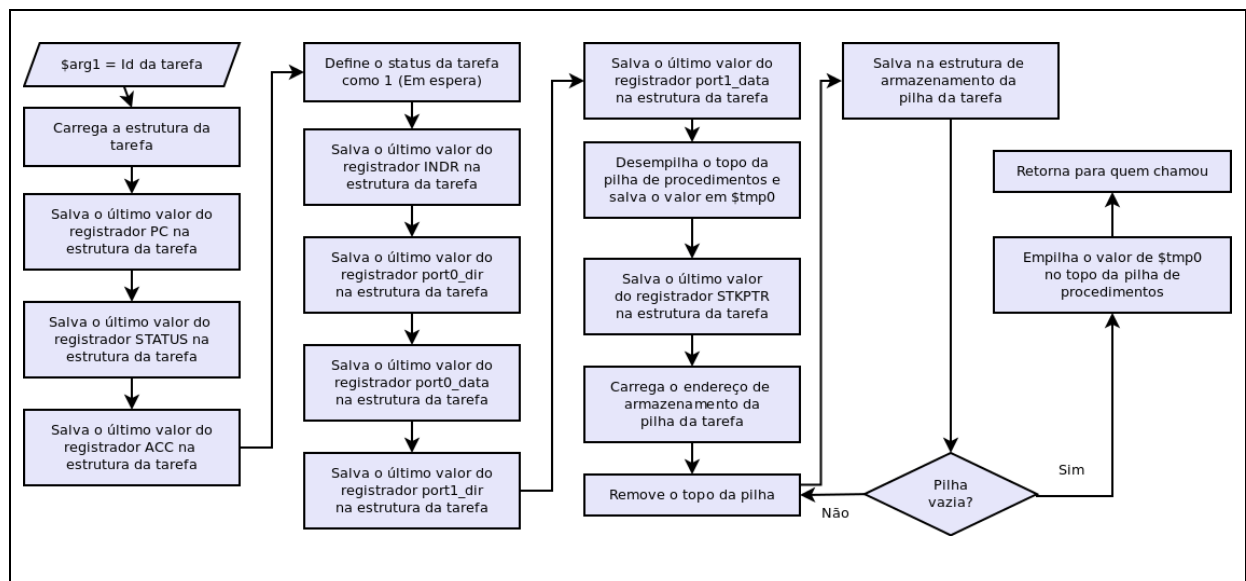 $arg1 = Id da tarefa
Carrega a estrutura da
tarefa
Salva o último valor do
registrador PC na
estrutura da tarefa
Salva o último valor do
registrador STATUS na
estrutura da tarefa
Salva o último valor do
registrador ACC na
estrutura da tarefa
Define o status da tarefa
como 1 (Em espera)
Salva o último valor do
registrador INDR na
estrutura da tarefa
Salva o último valor do
registrador port0_dir
na estrutura da tarefa
Salva o último valor do
registrador port0_data
na estrutura da tarefa
Salva o último valor do
registrador port1_dir
na estrutura da tarefa
Salva o último valor do
registrador port1_data
na estrutura da tarefa
Desempilha o topo da
pilha de procedimentos e
salva o valor em $tmp0
Salva o último valor
do registrador STKPTR
na estrutura da tarefa
Carrega o endereço de
armazenamento da
pilha da tarefa
Remove o topo da pilha
Salva na estrutura de
armazenamento da
pilha da tarefa
Pilha
vazia?
Não
Sim
Empilha o valor de $tmp0
no topo da pilha de
procedimentos
Retorna para quem chamou